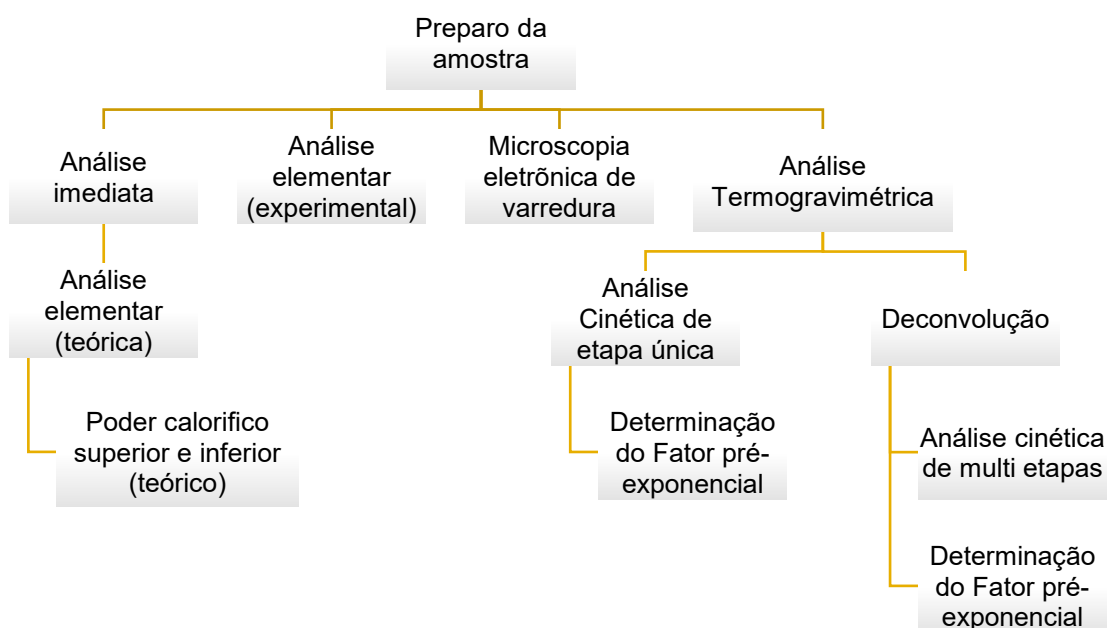 Preparo da
amostra
Análise
imediata
Análise
elementar
(experimental)
Microscopia
eletrõnica de
varredura
Análise
Termogravimétrica
Análise
elementar
(teórica)
Análise
Cinética de
etapa única
Deconvolução
Poder calorifico
superior e inferior
(teórico)
Determinação
do Fator pré-
exponencial
Análise cinética
de multi etapas
Determinação
do Fator pré-
exponencial